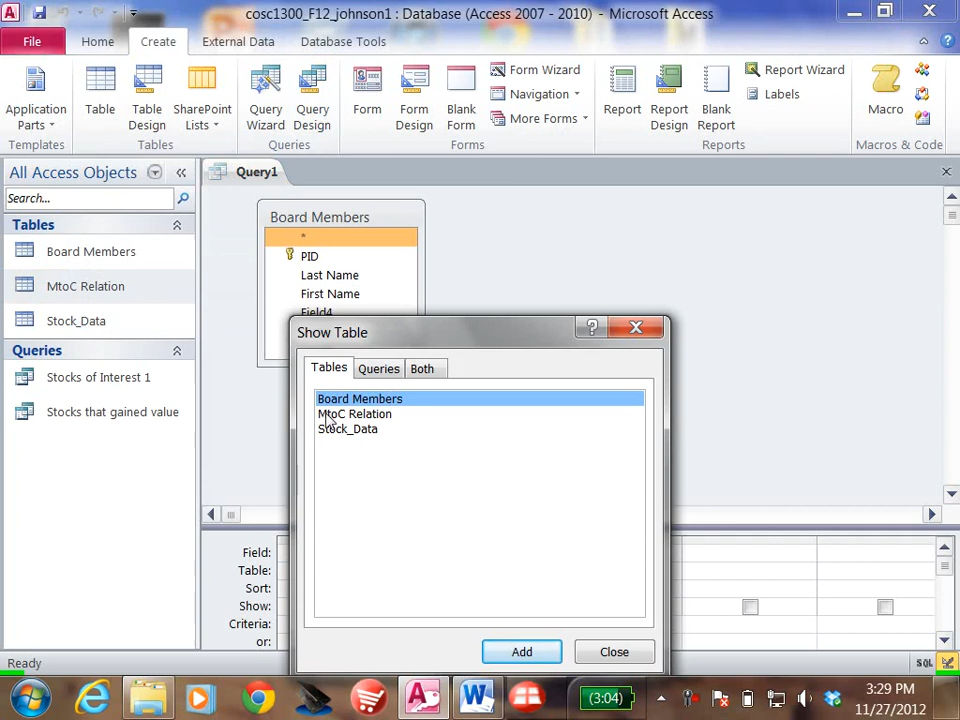 cosc1300_F12_johnson1 : Database (Access 2007 - 2010) - Microsoft Access
File Home Create External Data Database Tools
Application Parts
Table
Table Design
SharePoint Lists
Query Wizard
Query Design
Form
Form Design
Blank Form
Form Wizard
Navigation
More Forms
Report
Report Design
Blank Report
Report Wizard
Labels
Macro
Templates Tables Queries Forms Reports Macros & Code
All Access Objects
Search...
Tables
Board Members
MtoC Relation
Stock_Data
Queries
Stocks of Interest 1
Stocks that gained value
Query1
Board Members
*
PID
Last Name
First Name
Field4
Show Table
Tables Queries Both
Board Members
MtoC Relation
Stock_Data
Add Close
Field:
Table:
Sort:
Show:
Criteria:
or:
Ready
SQL
(3:04)
3:29 PM
11/27/2012